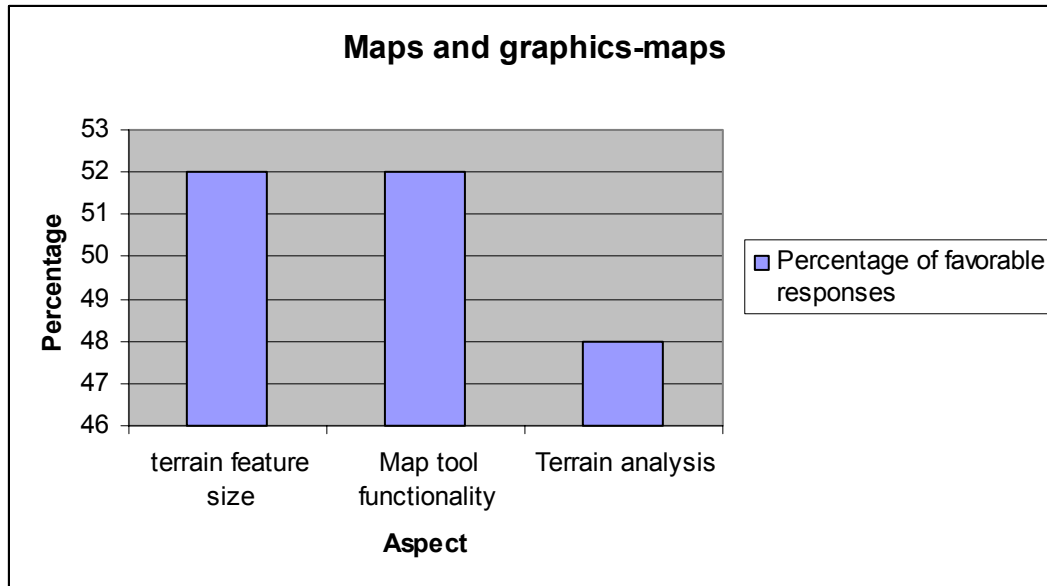 Maps and graphics-maps
53
52
51
50
49
48
47
46
Percentage
terrain feature
size
Map tool
functionality
Terrain analysis
Aspect
Percentage of favorable
responses